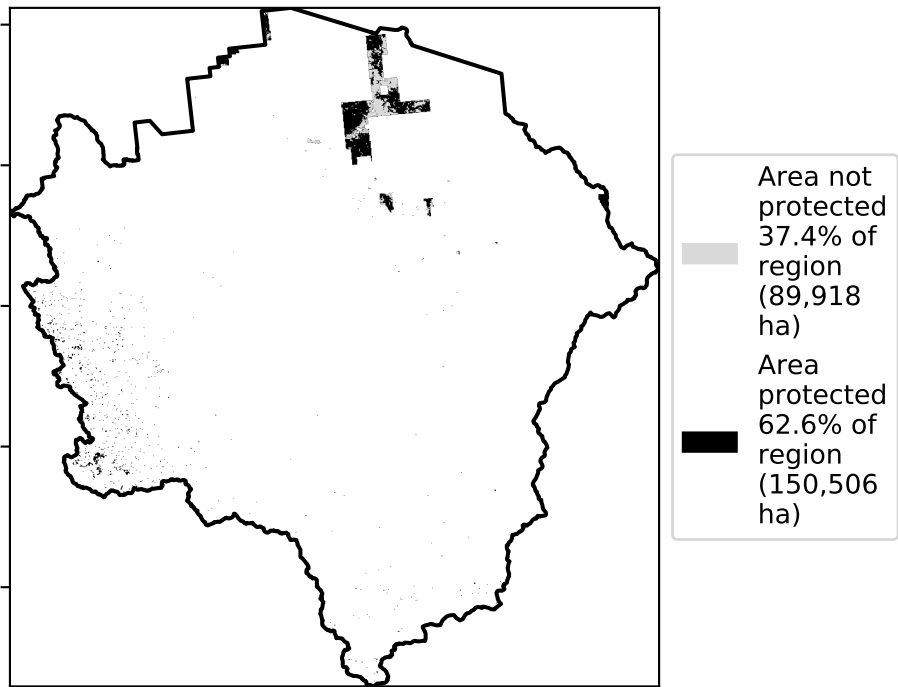 Area not
protected
37.4% of
region
(89,918
ha)
Area
protected
62.6% of
region
(150,506
ha)